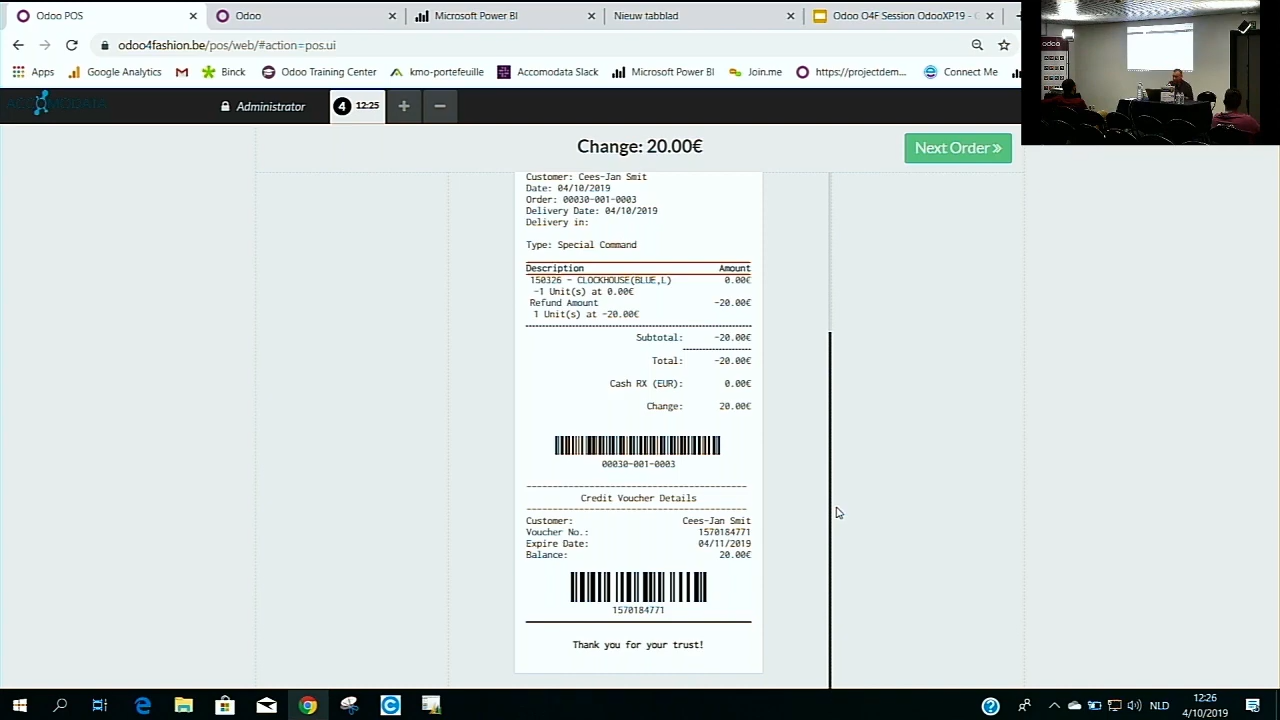 Odoo POS
Odoo
Microsoft Power BI
Nieuw tabblad
Odoo O4F Session OdooXP19 -
odoo4fashion.be/pos/web/#action=pos.ui
Apps
Google Analytics
Binck
Odoo Training Center
kmo-portefeuille
Accomodata Slack
Microsoft Power BI
Join.me
https://projectdem...
Connect Me
ACCOMODATA
Administrator
4 12:25
odoo
Change: 20.00€
Next Order
Customer: Cees-Jan Smit
Date: 04/10/2019
Order: 00030-001-0003
Delivery Date: 04/10/2019
Delivery in:
Type: Special Command
Description Amount
150326 - CLOCKHOUSE(BLUE,L) 0.00€
-1 Unit(s) at 0.00€
Refund Amount -20.00€
1 Unit(s) at -20.00€
Subtotal: -20.00€
Total: -20.00€
Cash RX (EUR): 0.00€
Change: 20.00€
00030-001-0003
Credit Voucher Details
Customer: Cees-Jan Smit
Voucher No.: 1570184771
Expire Date: 04/11/2019
Balance: 20.00€
1570184771
Thank you for your trust!
NLD
12:26
4/10/2019